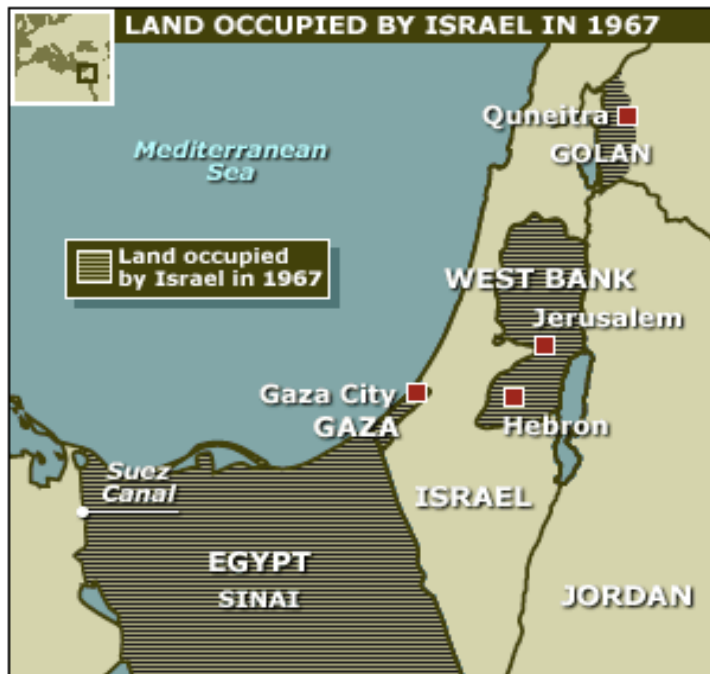 LAND OCCUPIED BY ISRAEL IN 1967
Quneitra
GOLAN
Mediterranean
Sea
Land occupied
by Israel in 1967
WEST BANK
Jerusalem
Gaza City
GAZA
Hebron
Suez
Canal
ISRAEL
EGYPT
SINAI
JORDAN